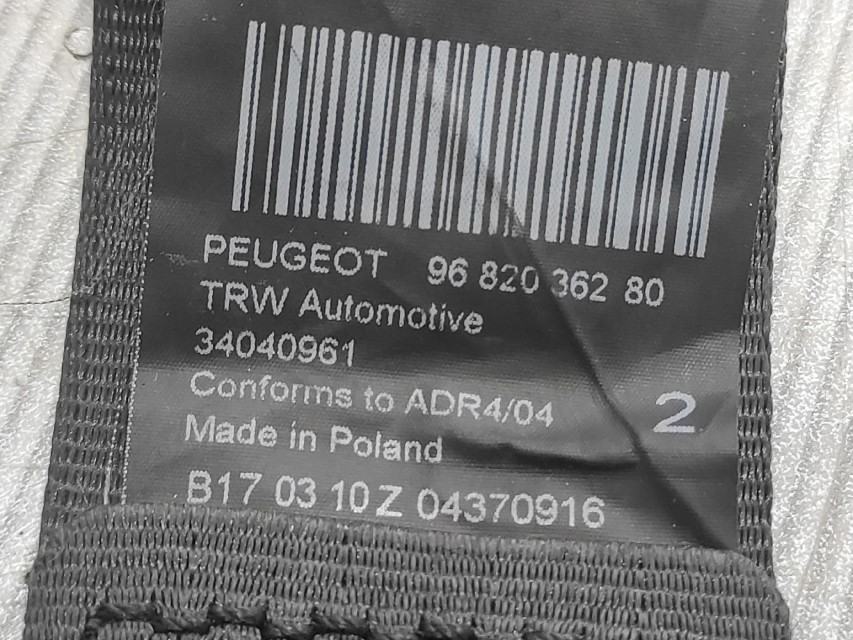 PEUGEOT 96 820 362 80
TRW Automotive
34040961
Conforms to ADR4/04
2
Made in Poland
B17 03 10 Z 04370916